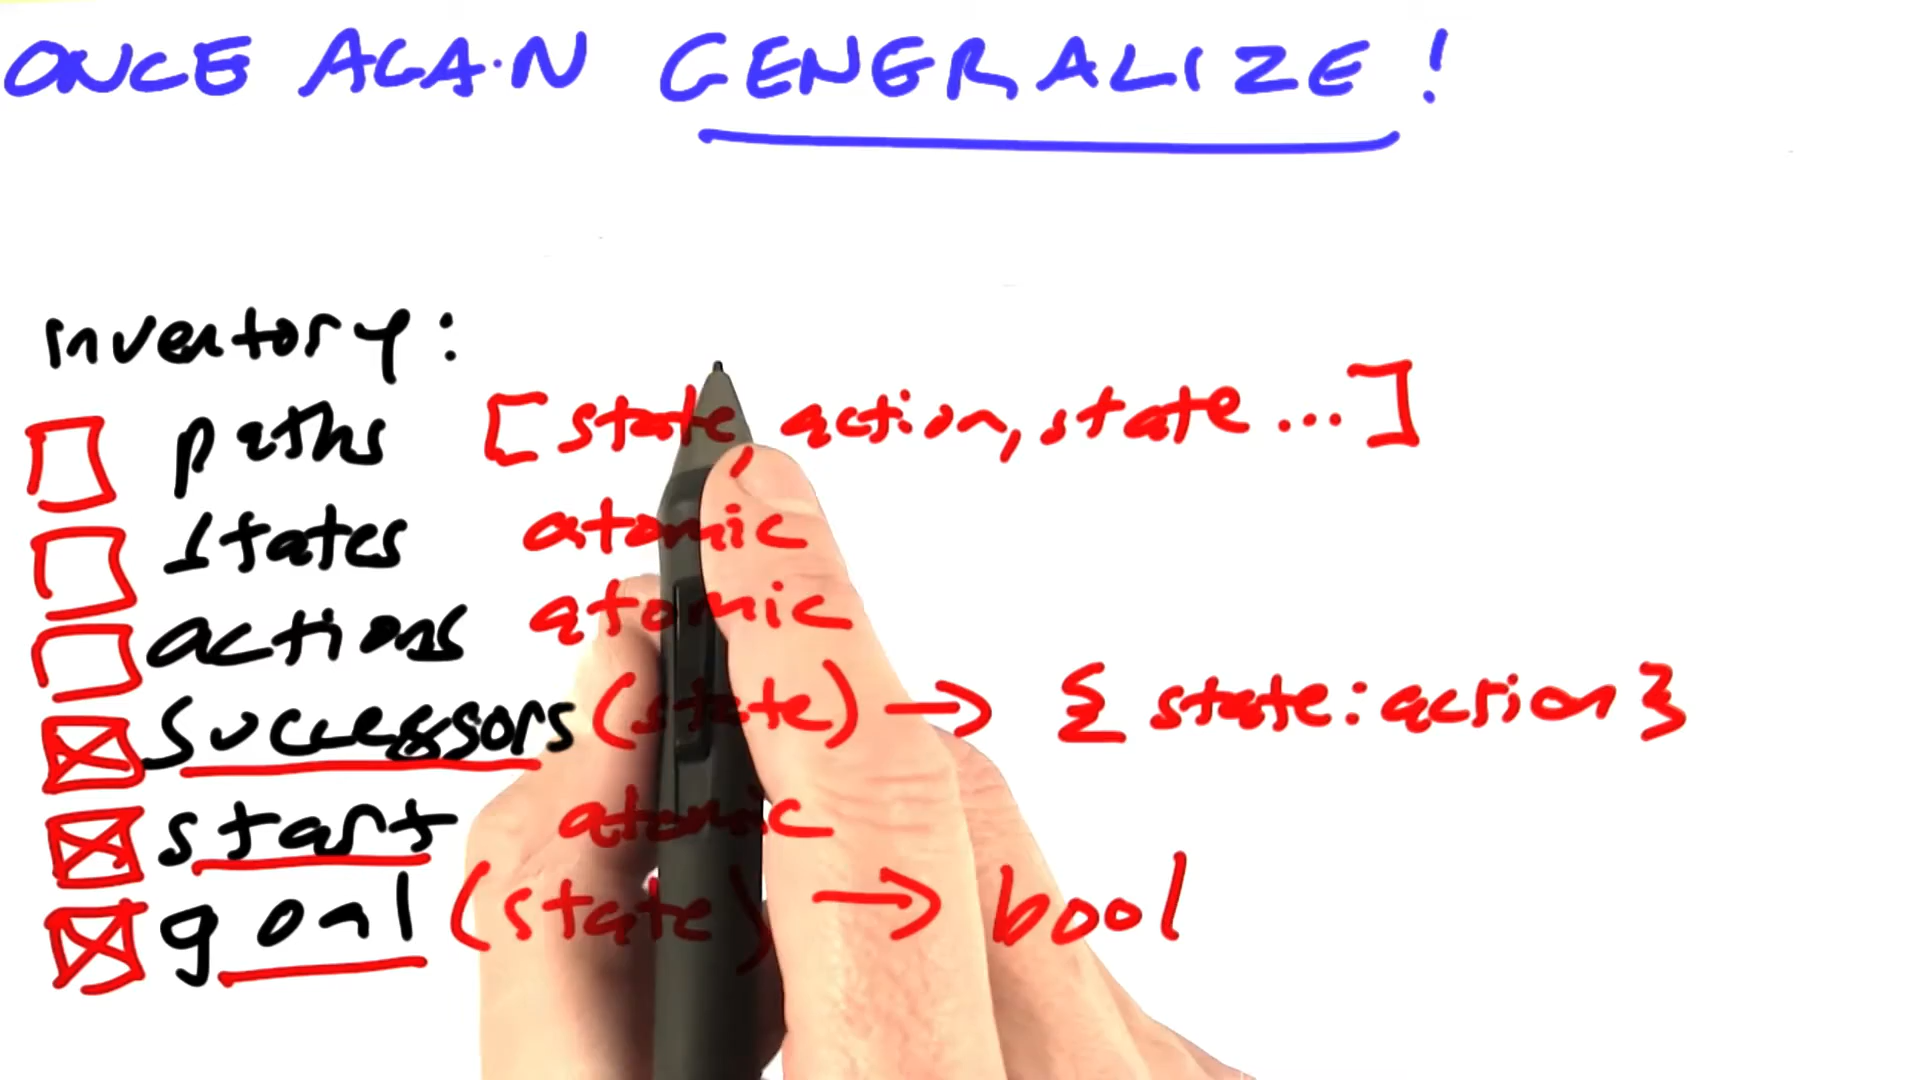 ONCE AGAIN GENERALIZE!
inventory:
paths [state, action, state ...]
states atomic
actions atomic
successors (state) → {state:action}
start atomic
goal (state) → bool